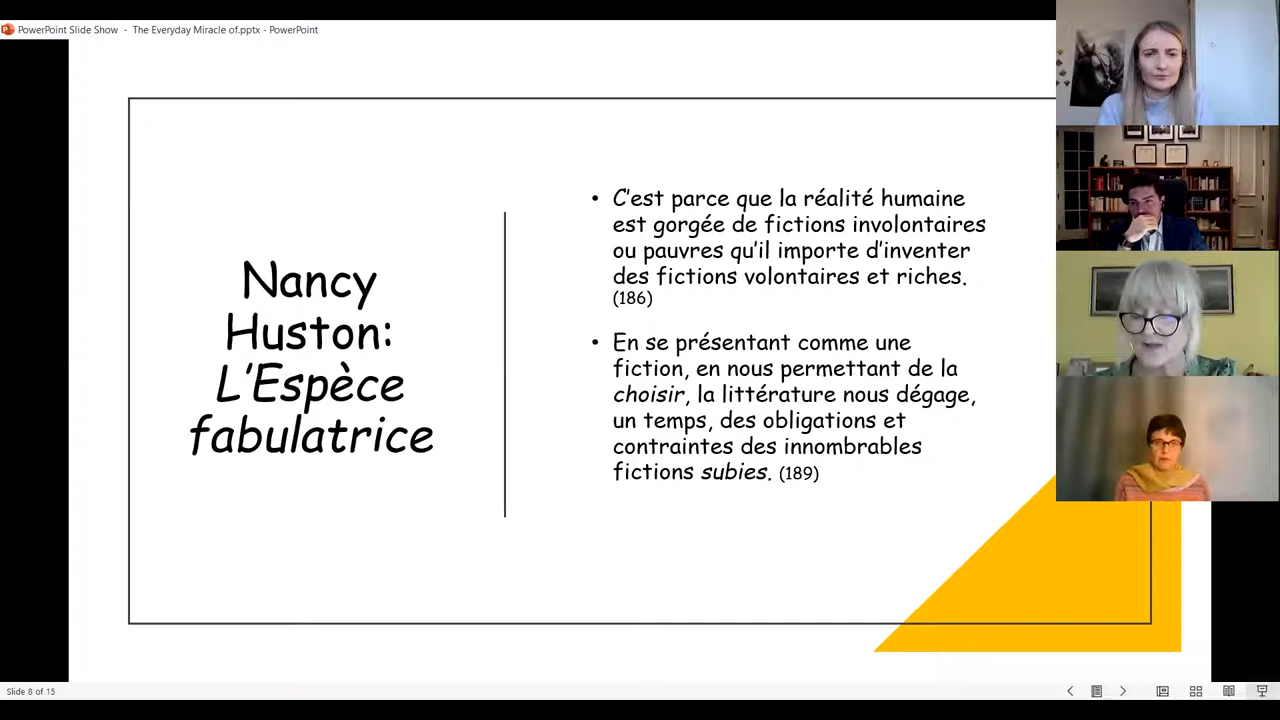 PowerPoint Slide Show - The Everyday Miracle of.pptx - PowerPoint
Nancy
Huston:
L’Espèce
fabulatrice
• C’est parce que la réalité humaine
est gorgée de fictions involontaires
ou pauvres qu’il importe d’inventer
des fictions volontaires et riches.
(186)
• En se présentant comme une
fiction, en nous permettant de la
choisir, la littérature nous dégage,
un temps, des obligations et
contraintes des innombrables
fictions subies. (189)
Slide 8 of 15